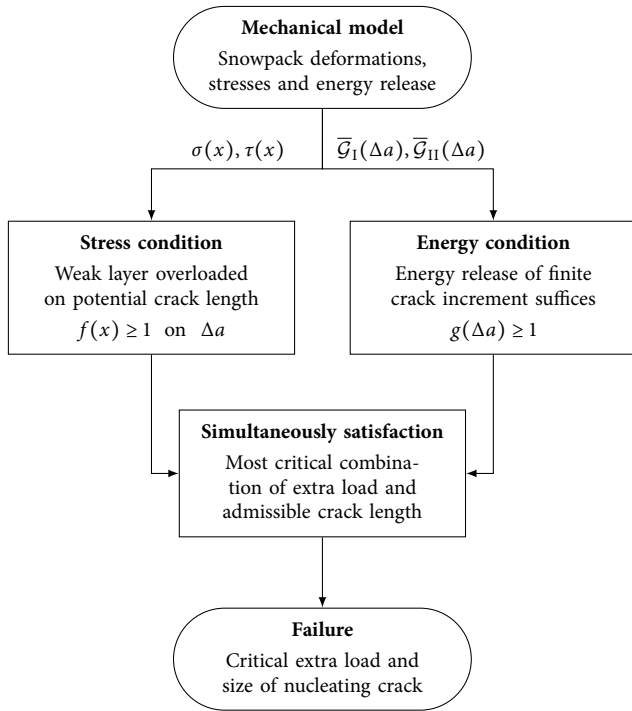 Mechanical model
Snowpack deformations,
stresses and energy release
σ(x), τ(x)
𝒢̅_I(Δa), 𝒢̅_II(Δa)
Stress condition
Weak layer overloaded
on potential crack length
f(x) ≥ 1 on Δa
Energy condition
Energy release of finite
crack increment suffices
g(Δa) ≥ 1
Simultaneously satisfaction
Most critical combina-
tion of extra load and
admissible crack length
Failure
Critical extra load and
size of nucleating crack